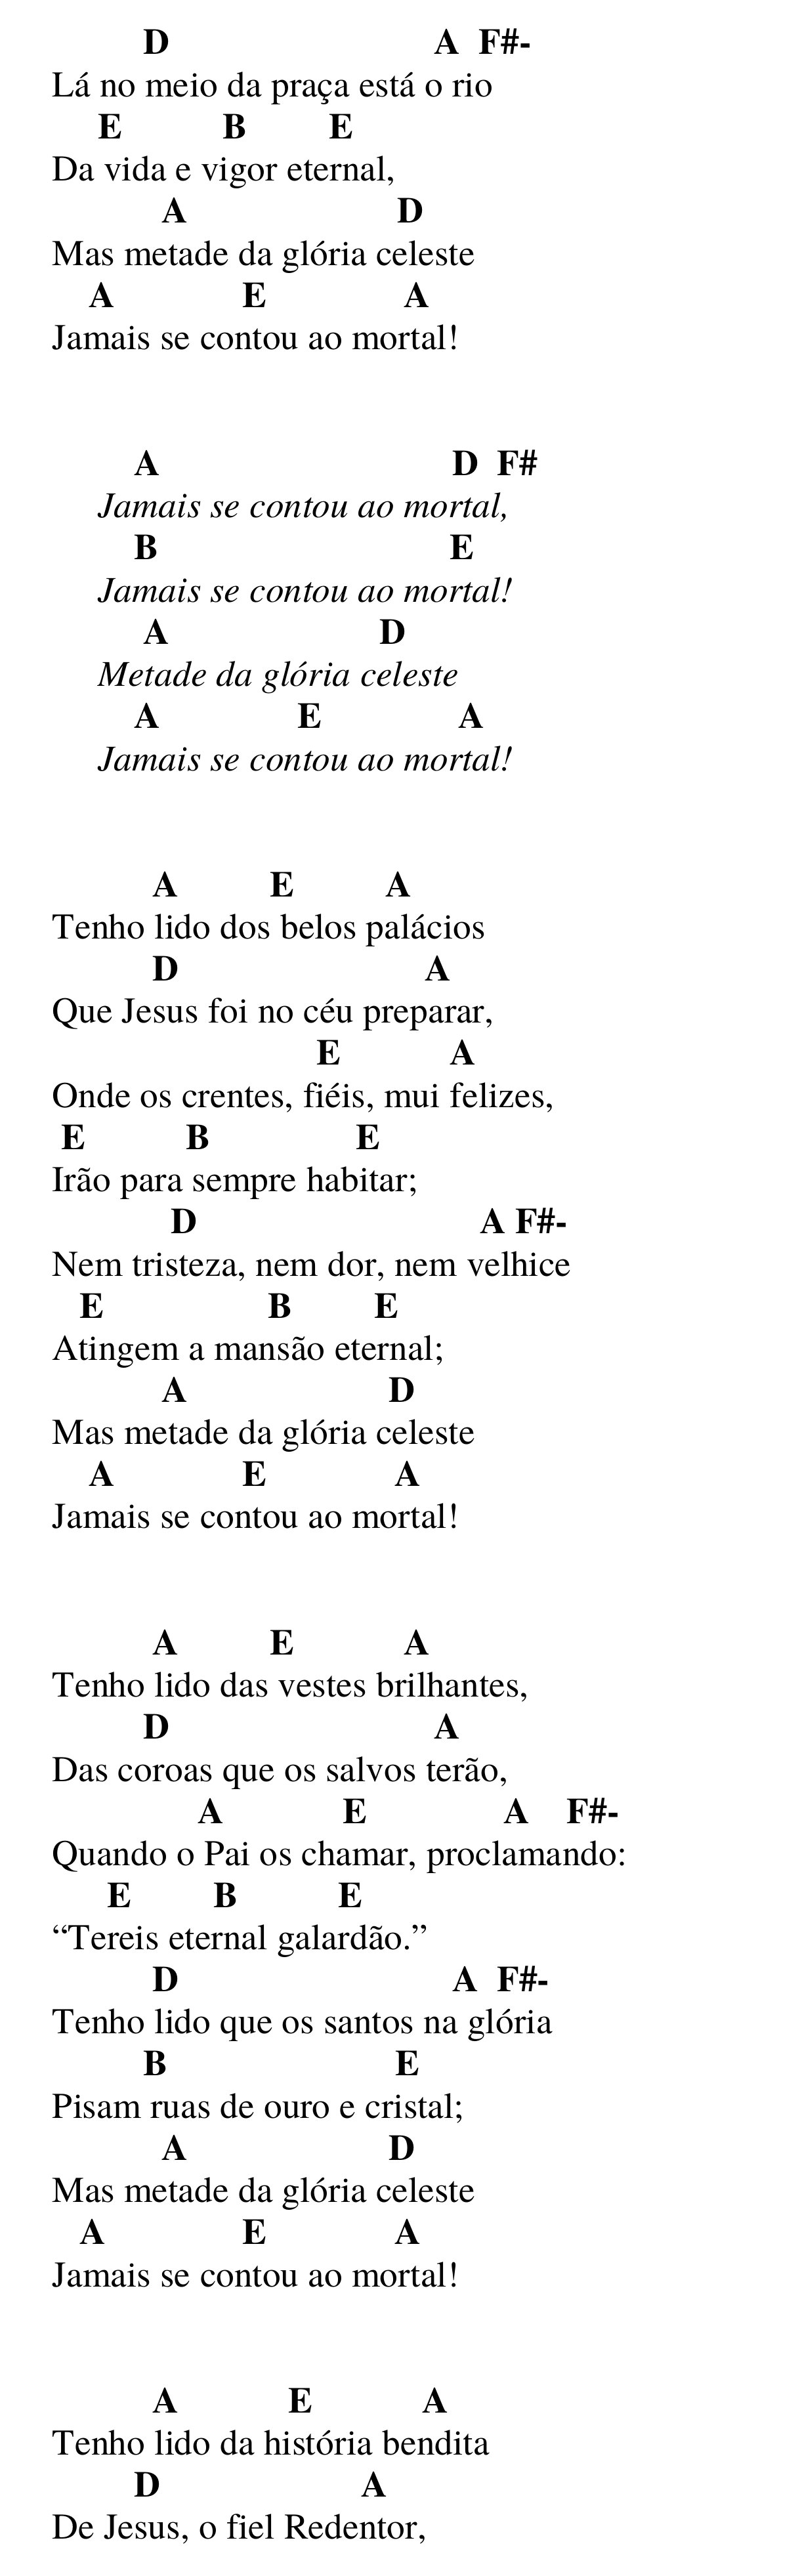 D A F#-
Lá no meio da praça está o rio
E B E
Da vida e vigor eternal,
A D
Mas metade da glória celeste
A E A
Jamais se contou ao mortal!
A D F#
Jamais se contou ao mortal,
B E
Jamais se contou ao mortal!
A D
Metade da glória celeste
A E A
Jamais se contou ao mortal!
A E A
Tenho lido dos belos palácios
D A
Que Jesus foi no céu preparar,
E A
Onde os crentes, fiéis, mui felizes,
E B E
Irão para sempre habitar;
D A F#-
Nem tristeza, nem dor, nem velhice
E B E
Atingem a mansão eternal;
A D
Mas metade da glória celeste
A E A
Jamais se contou ao mortal!
A E A
Tenho lido das vestes brilhantes,
D A
Das coroas que os salvos terão,
A E A F#-
Quando o Pai os chamar, proclamando:
E B E
“Tereis eternal galardão.”
D A F#-
Tenho lido que os santos na glória
B E
Pisam ruas de ouro e cristal;
A D
Mas metade da glória celeste
A E A
Jamais se contou ao mortal!
A E A
Tenho lido da história bendita
D A
De Jesus, o fiel Redentor,